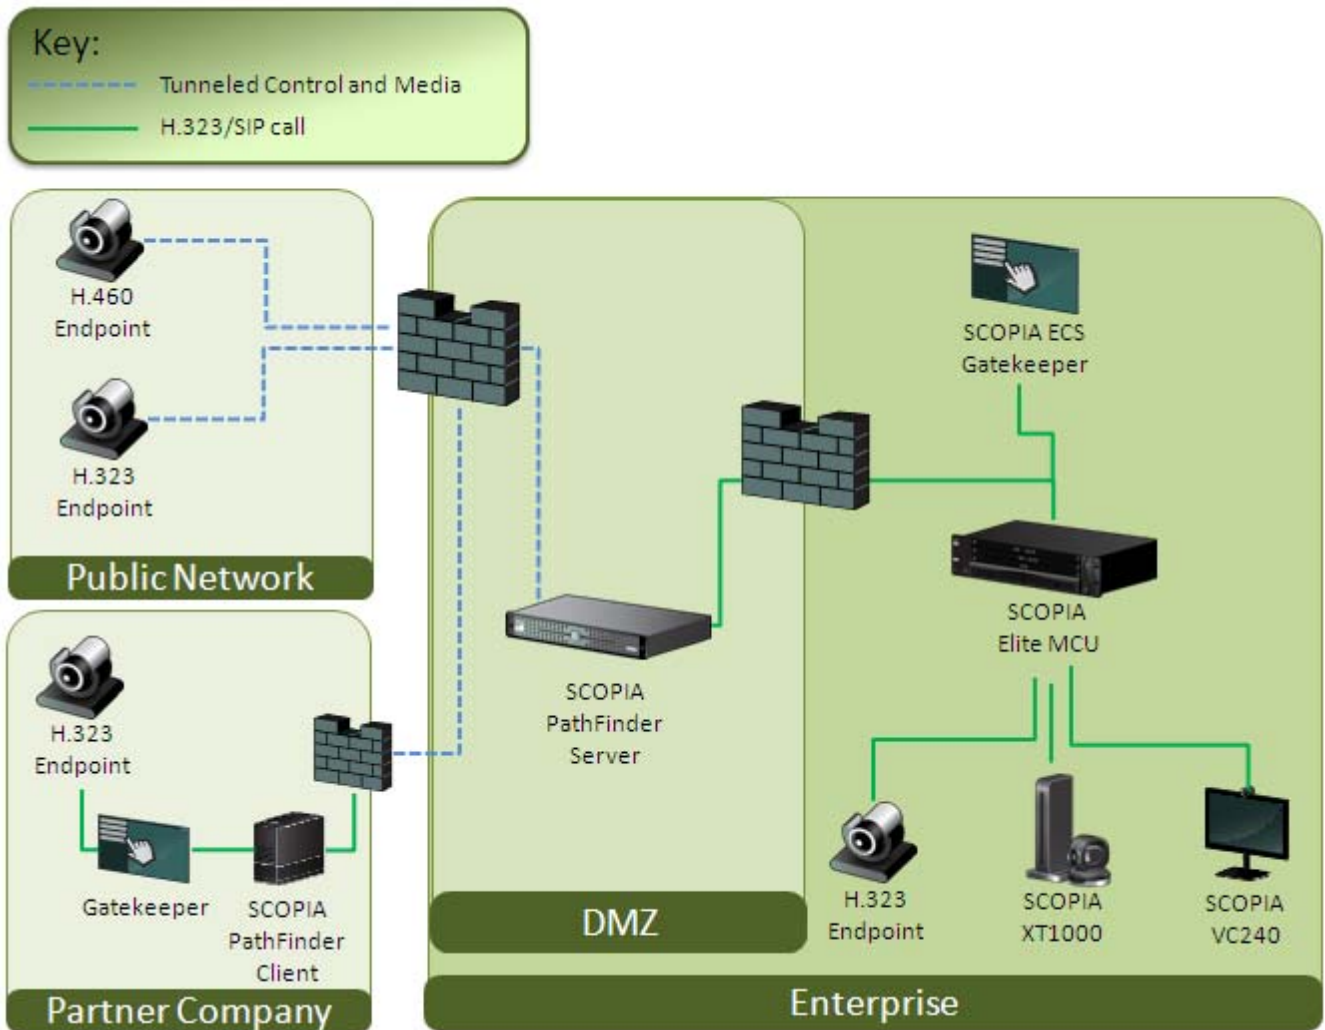 Key:
Tunneled Control and Media
H.323/SIP call
H.460
Endpoint
H.323
Endpoint
Public Network
H.323
Endpoint
Gatekeeper
SCOPIA
PathFinder
Client
Partner Company
SCOPIA
PathFinder
Server
DMZ
SCOPIA ECS
Gatekeeper
SCOPIA
Elite MCU
H.323
Endpoint
SCOPIA
XT1000
SCOPIA
VC240
Enterprise